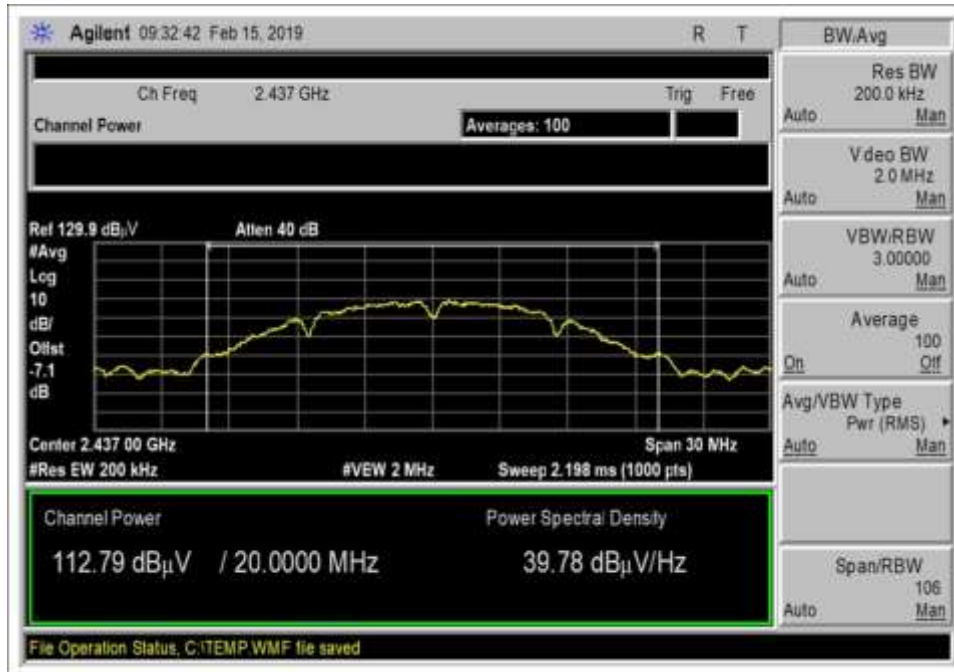 Agilent 09:32:42 Feb 15, 2019 R T
Ch Freq 2.437 GHz Trig Free
Channel Power Averages: 100
Ref 129.9 dBµV Atten 40 dB
#Avg
Log
10
dB/
Offst
-7.1
dB
Center 2.437 00 GHz Span 30 MHz
#Res BW 200 kHz #VBW 2 MHz Sweep 2.198 ms (1000 pts)
Channel Power Power Spectral Density
112.79 dBµV / 20.0000 MHz 39.78 dBµV/Hz
File Operation Status, C:\TEMP.WMF file saved
BW/Avg
Res BW
200.0 kHz
Auto Man
Video BW
2.0 MHz
Auto Man
VBW/RBW
3.00000
Auto Man
Average
100
On Off
Avg/VBW Type
Pwr (RMS)
Auto Man
Span/RBW
106
Auto Man